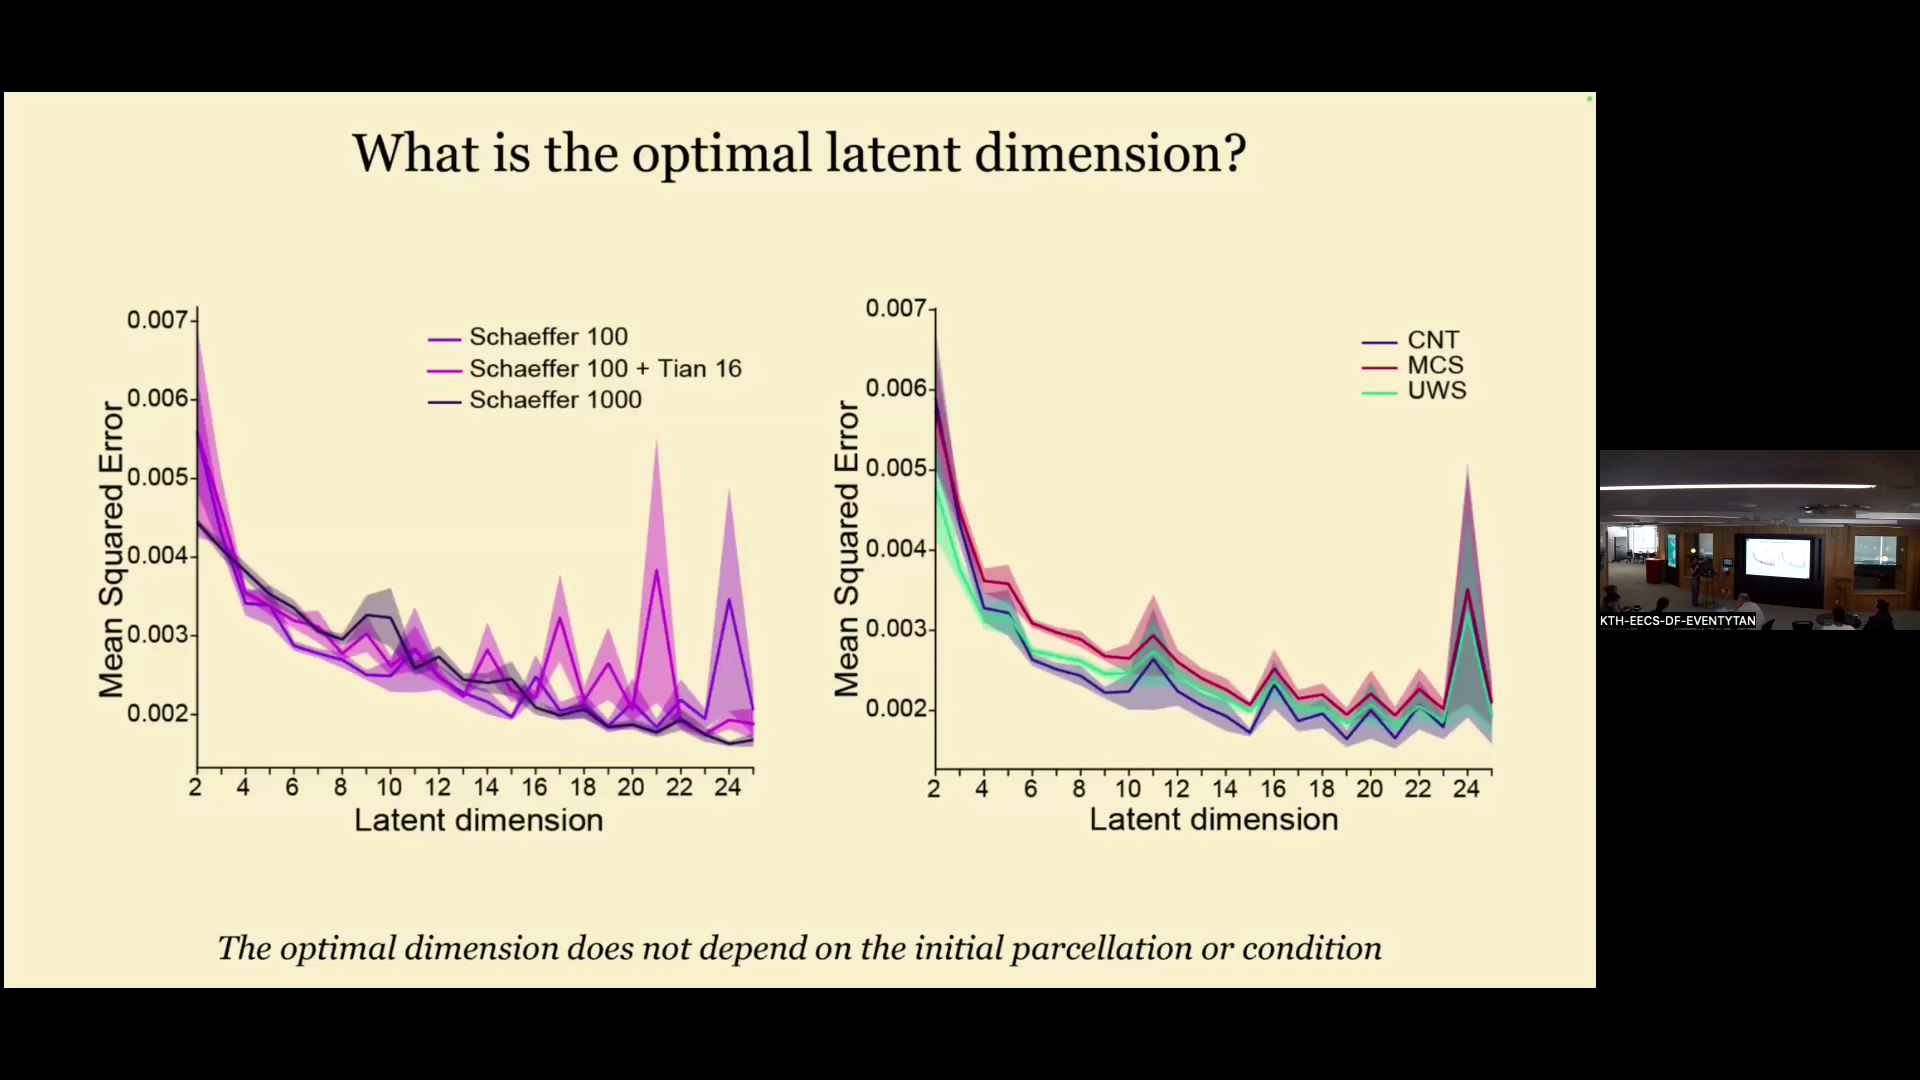 What is the optimal latent dimension?
0.007
0.006
0.005
0.004
0.003
0.002
Mean Squared Error
Schaeffer 100
Schaeffer 100 + Tian 16
Schaeffer 1000
2 4 6 8 10 12 14 16 18 20 22 24
Latent dimension
0.007
0.006
0.005
0.004
0.003
0.002
Mean Squared Error
CNT
MCS
UWS
2 4 6 8 10 12 14 16 18 20 22 24
Latent dimension
The optimal dimension does not depend on the initial parcellation or condition
KTH-EECS-DF-EVENTYTAN